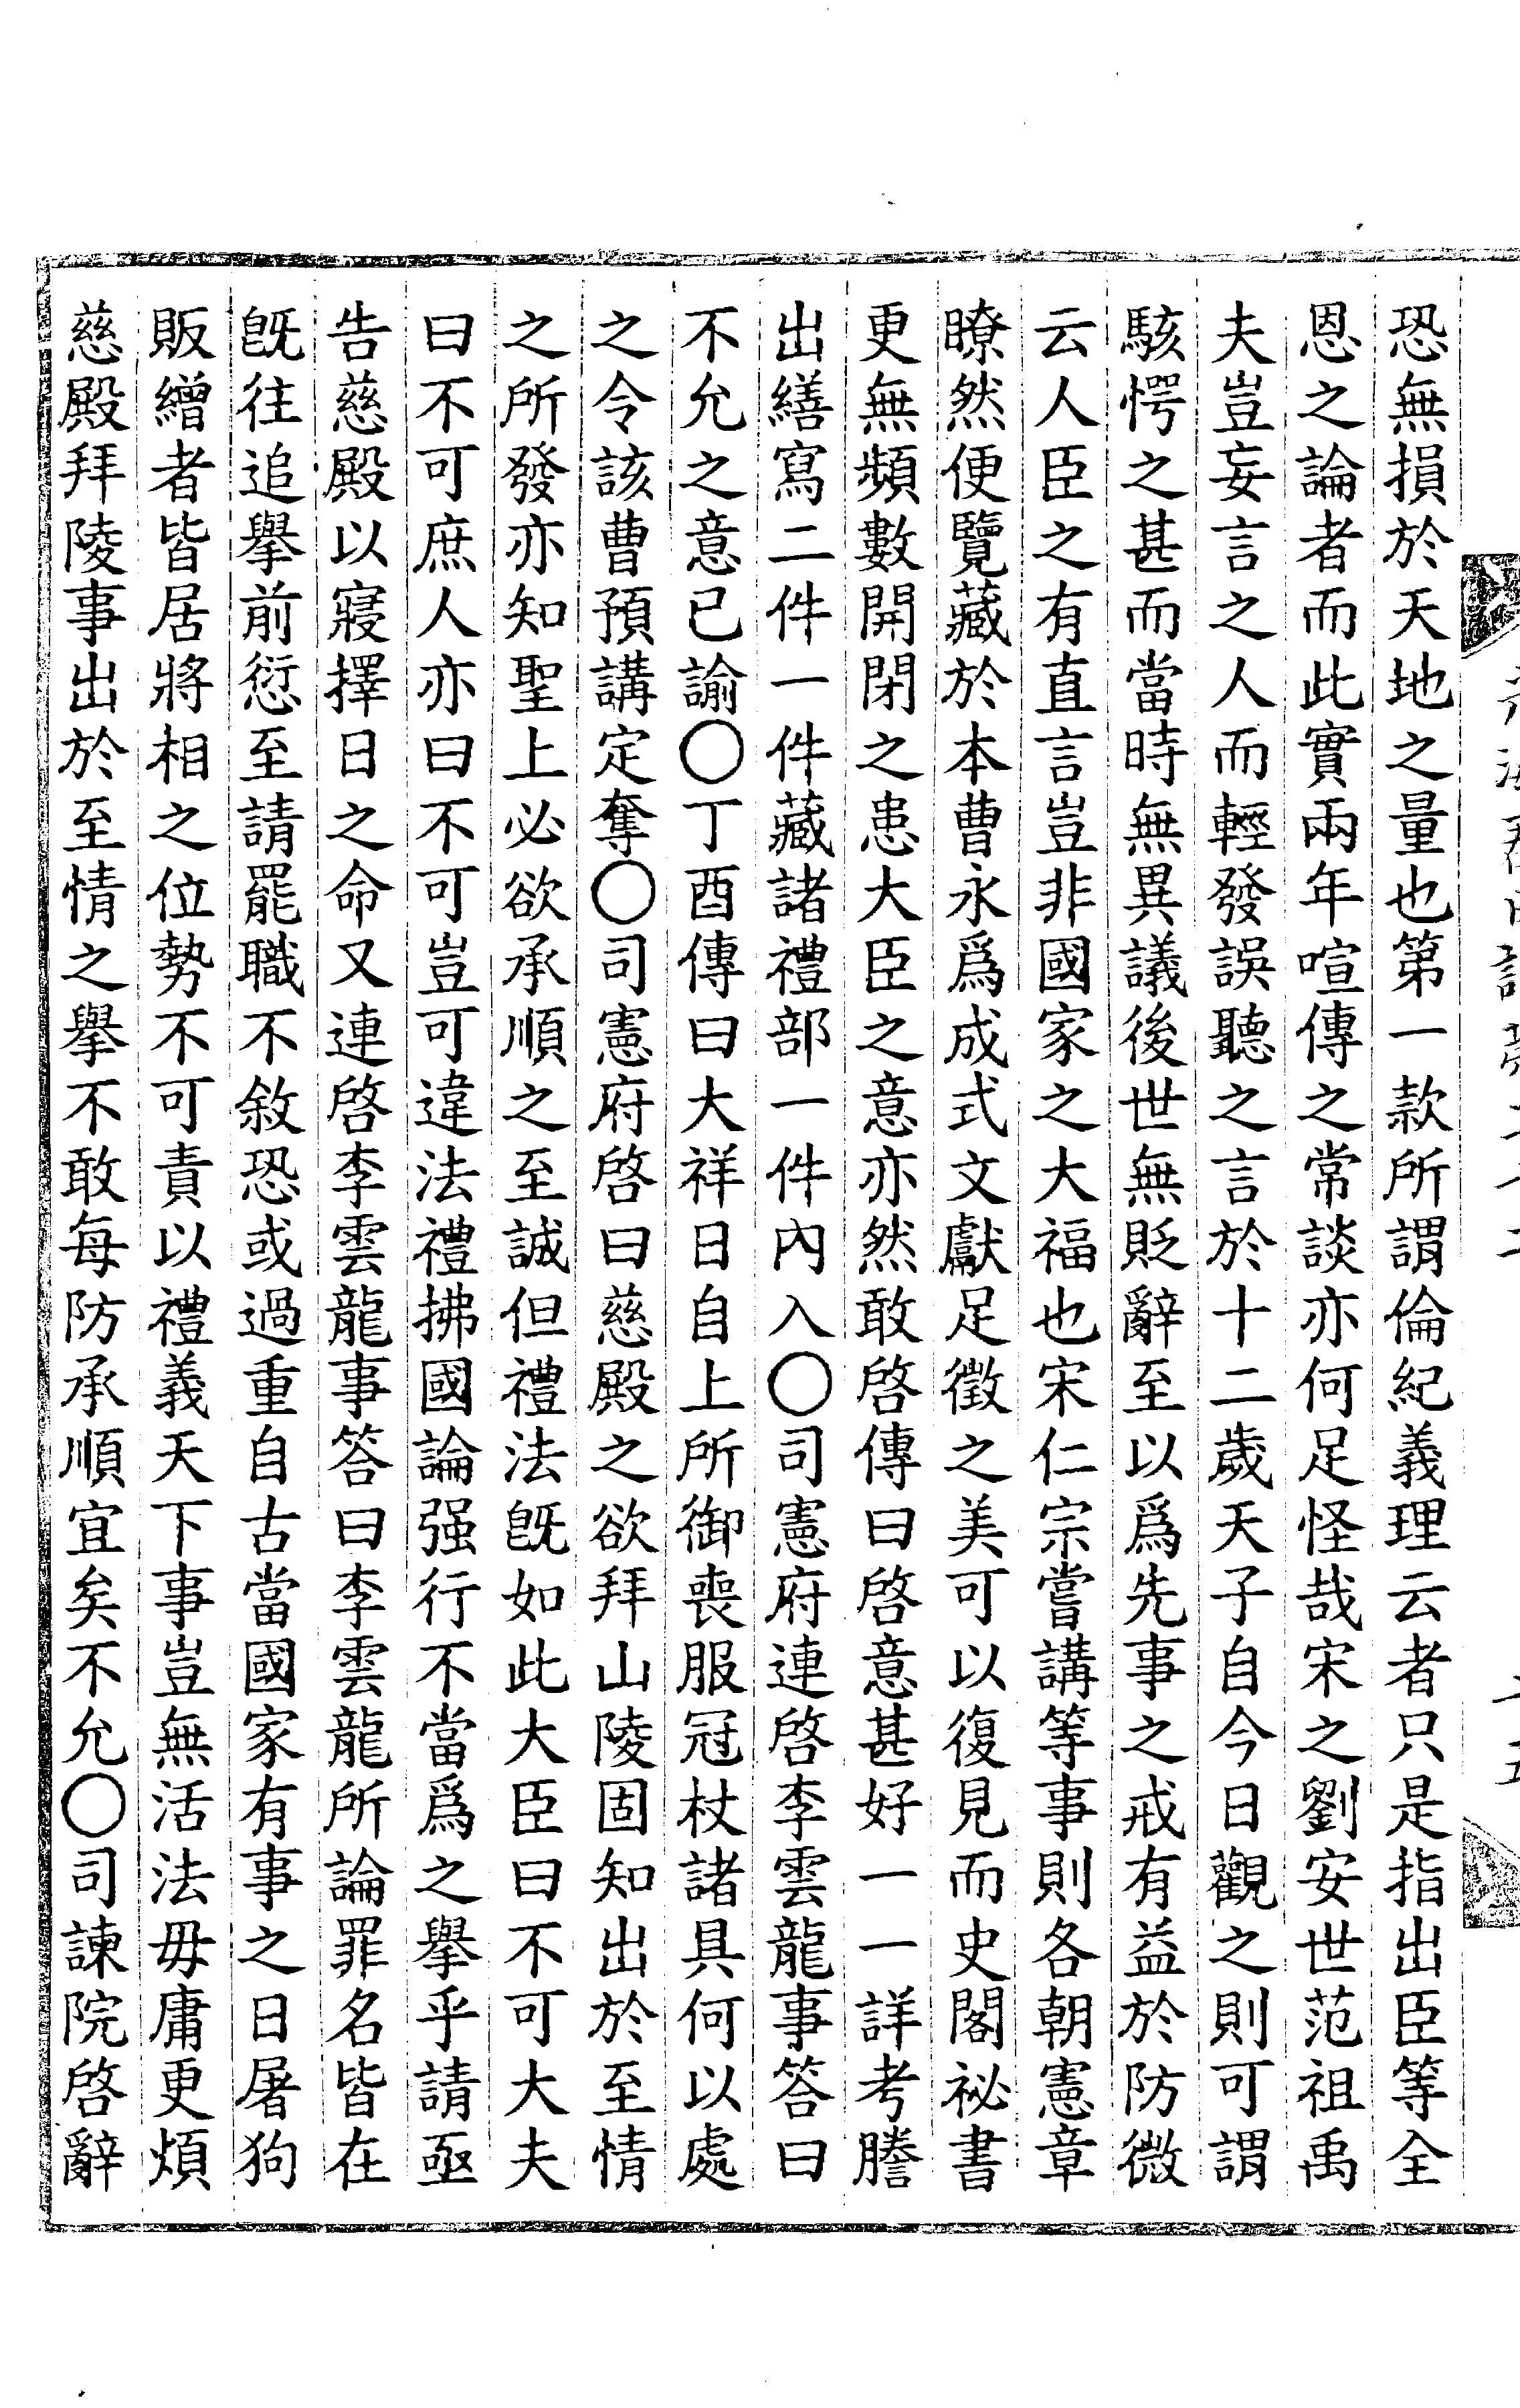 恐無損於天地之量也第一款所謂倫紀義理云者只是指出臣等全
恩之論者而此實兩年喧傳之常談亦何足怪哉宋之劉安世范祖禹
夫豈妄言之人而輕發誤聽之言於十二歲天子自今日觀之則可謂
駭愕之甚而當時無異議後世無貶辭至以爲先事之戒有益於防微
云人臣之有直言豈非國家之大福也宋仁宗嘗講等事則各朝憲章
瞭然便覽藏於本曹永爲成式文獻足徵之美可以復見而史閣祕書
更無頻數開閉之患大臣之意亦然敢啓傳曰啓意甚好一一詳考謄
出繕寫二件一件藏諸禮部一件內入〇司憲府連啓李雲龍事答曰
不允之意已諭〇丁酉傳曰大祥日自上所御喪服冠杖諸具何以處
之令該曹預講定奪〇司憲府啓曰慈殿之欲拜山陵固知出於至情
之所發亦知聖上必欲承順之至誠但禮法旣如此大臣曰不可大夫
曰不可庶人亦曰不可豈可違法禮拂國論强行不當爲之擧乎請亟
告慈殿以寢擇日之命又連啓李雲龍事答曰李雲龍所論罪名皆在
旣往追擧前愆至請罷職不敘恐或過重自古當國家有事之日屠狗
販繒者皆居將相之位勢不可責以禮義天下事豈無活法毋庸更煩
慈殿拜陵事出於至情之擧不敢每防承順宜矣不允〇司諫院啓辭